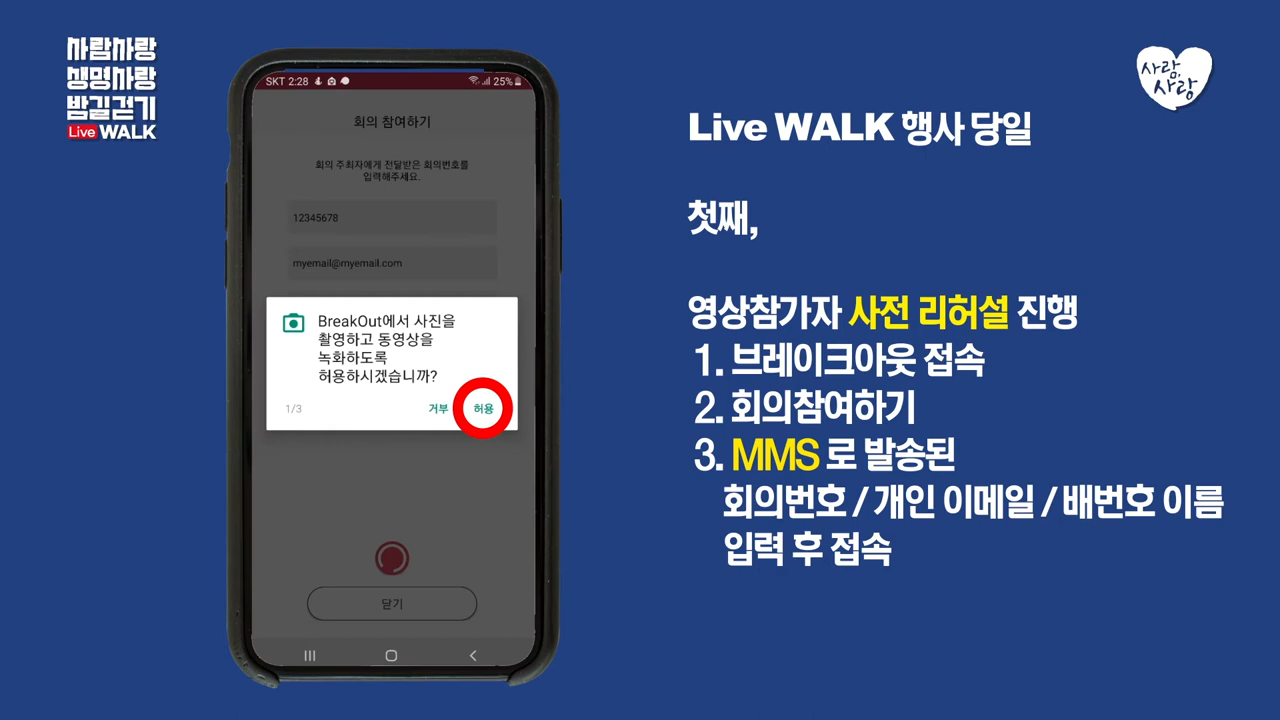 사람사랑
생명사랑
밤길걷기
Live WALK
SKT 2:28
25%
회의 참여하기
회의 주최자에게 전달받은 회의번호를
입력해주세요.
12345678
myemail@myemail.com
BreakOut에서 사진을
촬영하고 동영상을
녹화하도록
허용하시겠습니까?
1/3 거부 허용
닫기
사람,
사랑
Live WALK 행사 당일
첫째,
영상참가자 사전 리허설 진행
1. 브레이크아웃 접속
2. 회의참여하기
3. MMS 로 발송된
회의번호 / 개인 이메일 / 배번호 이름
입력 후 접속